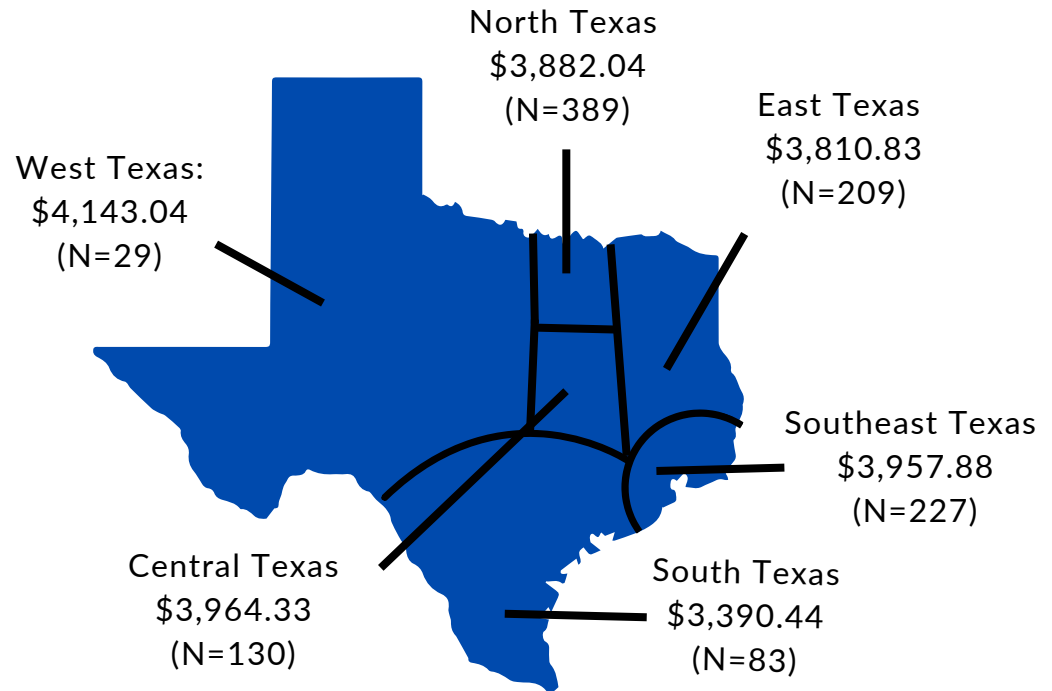 North Texas
$3,882.04
(N=389)
East Texas
$3,810.83
(N=209)
West Texas:
$4,143.04
(N=29)
Southeast Texas
$3,957.88
(N=227)
Central Texas
$3,964.33
(N=130)
South Texas
$3,390.44
(N=83)